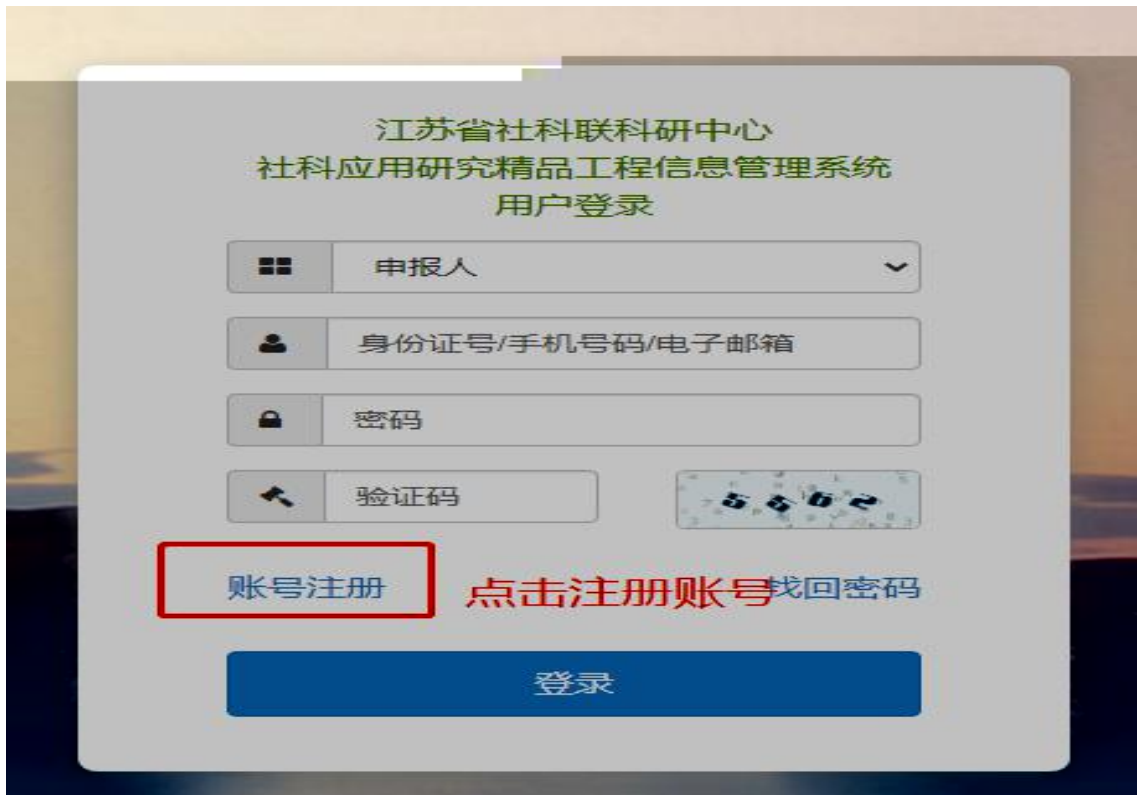 江苏省社科联科研中心
社科应用研究精品工程信息管理系统
用户登录
申报人
身份证号/手机号码/电子邮箱
密码
验证码 5562
账号注册 点击注册账号 找回密码
登录